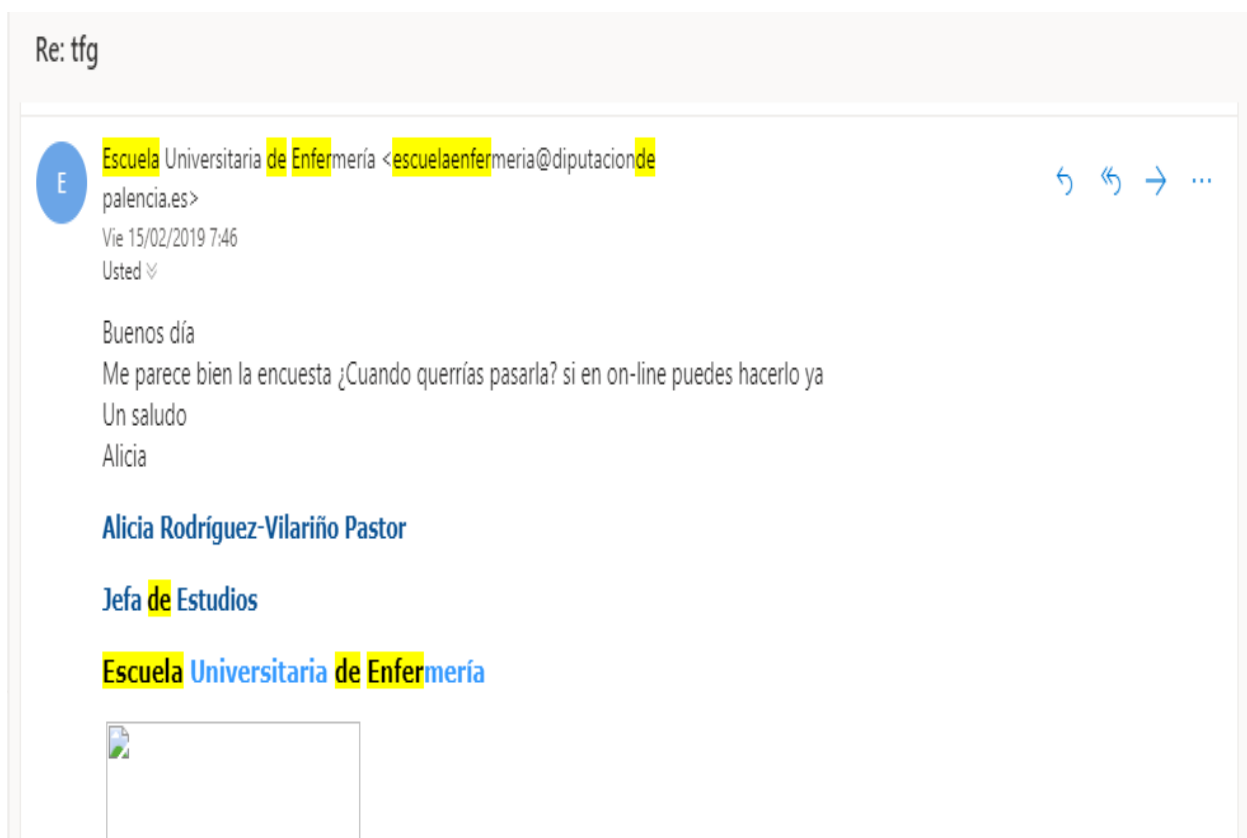 Re: tfg
E
Escuela Universitaria de Enfermería <escuelaenfermeria@diputacionde
palencia.es>
Vie 15/02/2019 7:46
Usted
Buenos día
Me parece bien la encuesta ¿Cuando querrías pasarla? si en on-line puedes hacerlo ya
Un saludo
Alicia
Alicia Rodríguez-Vilariño Pastor
Jefa de Estudios
Escuela Universitaria de Enfermería